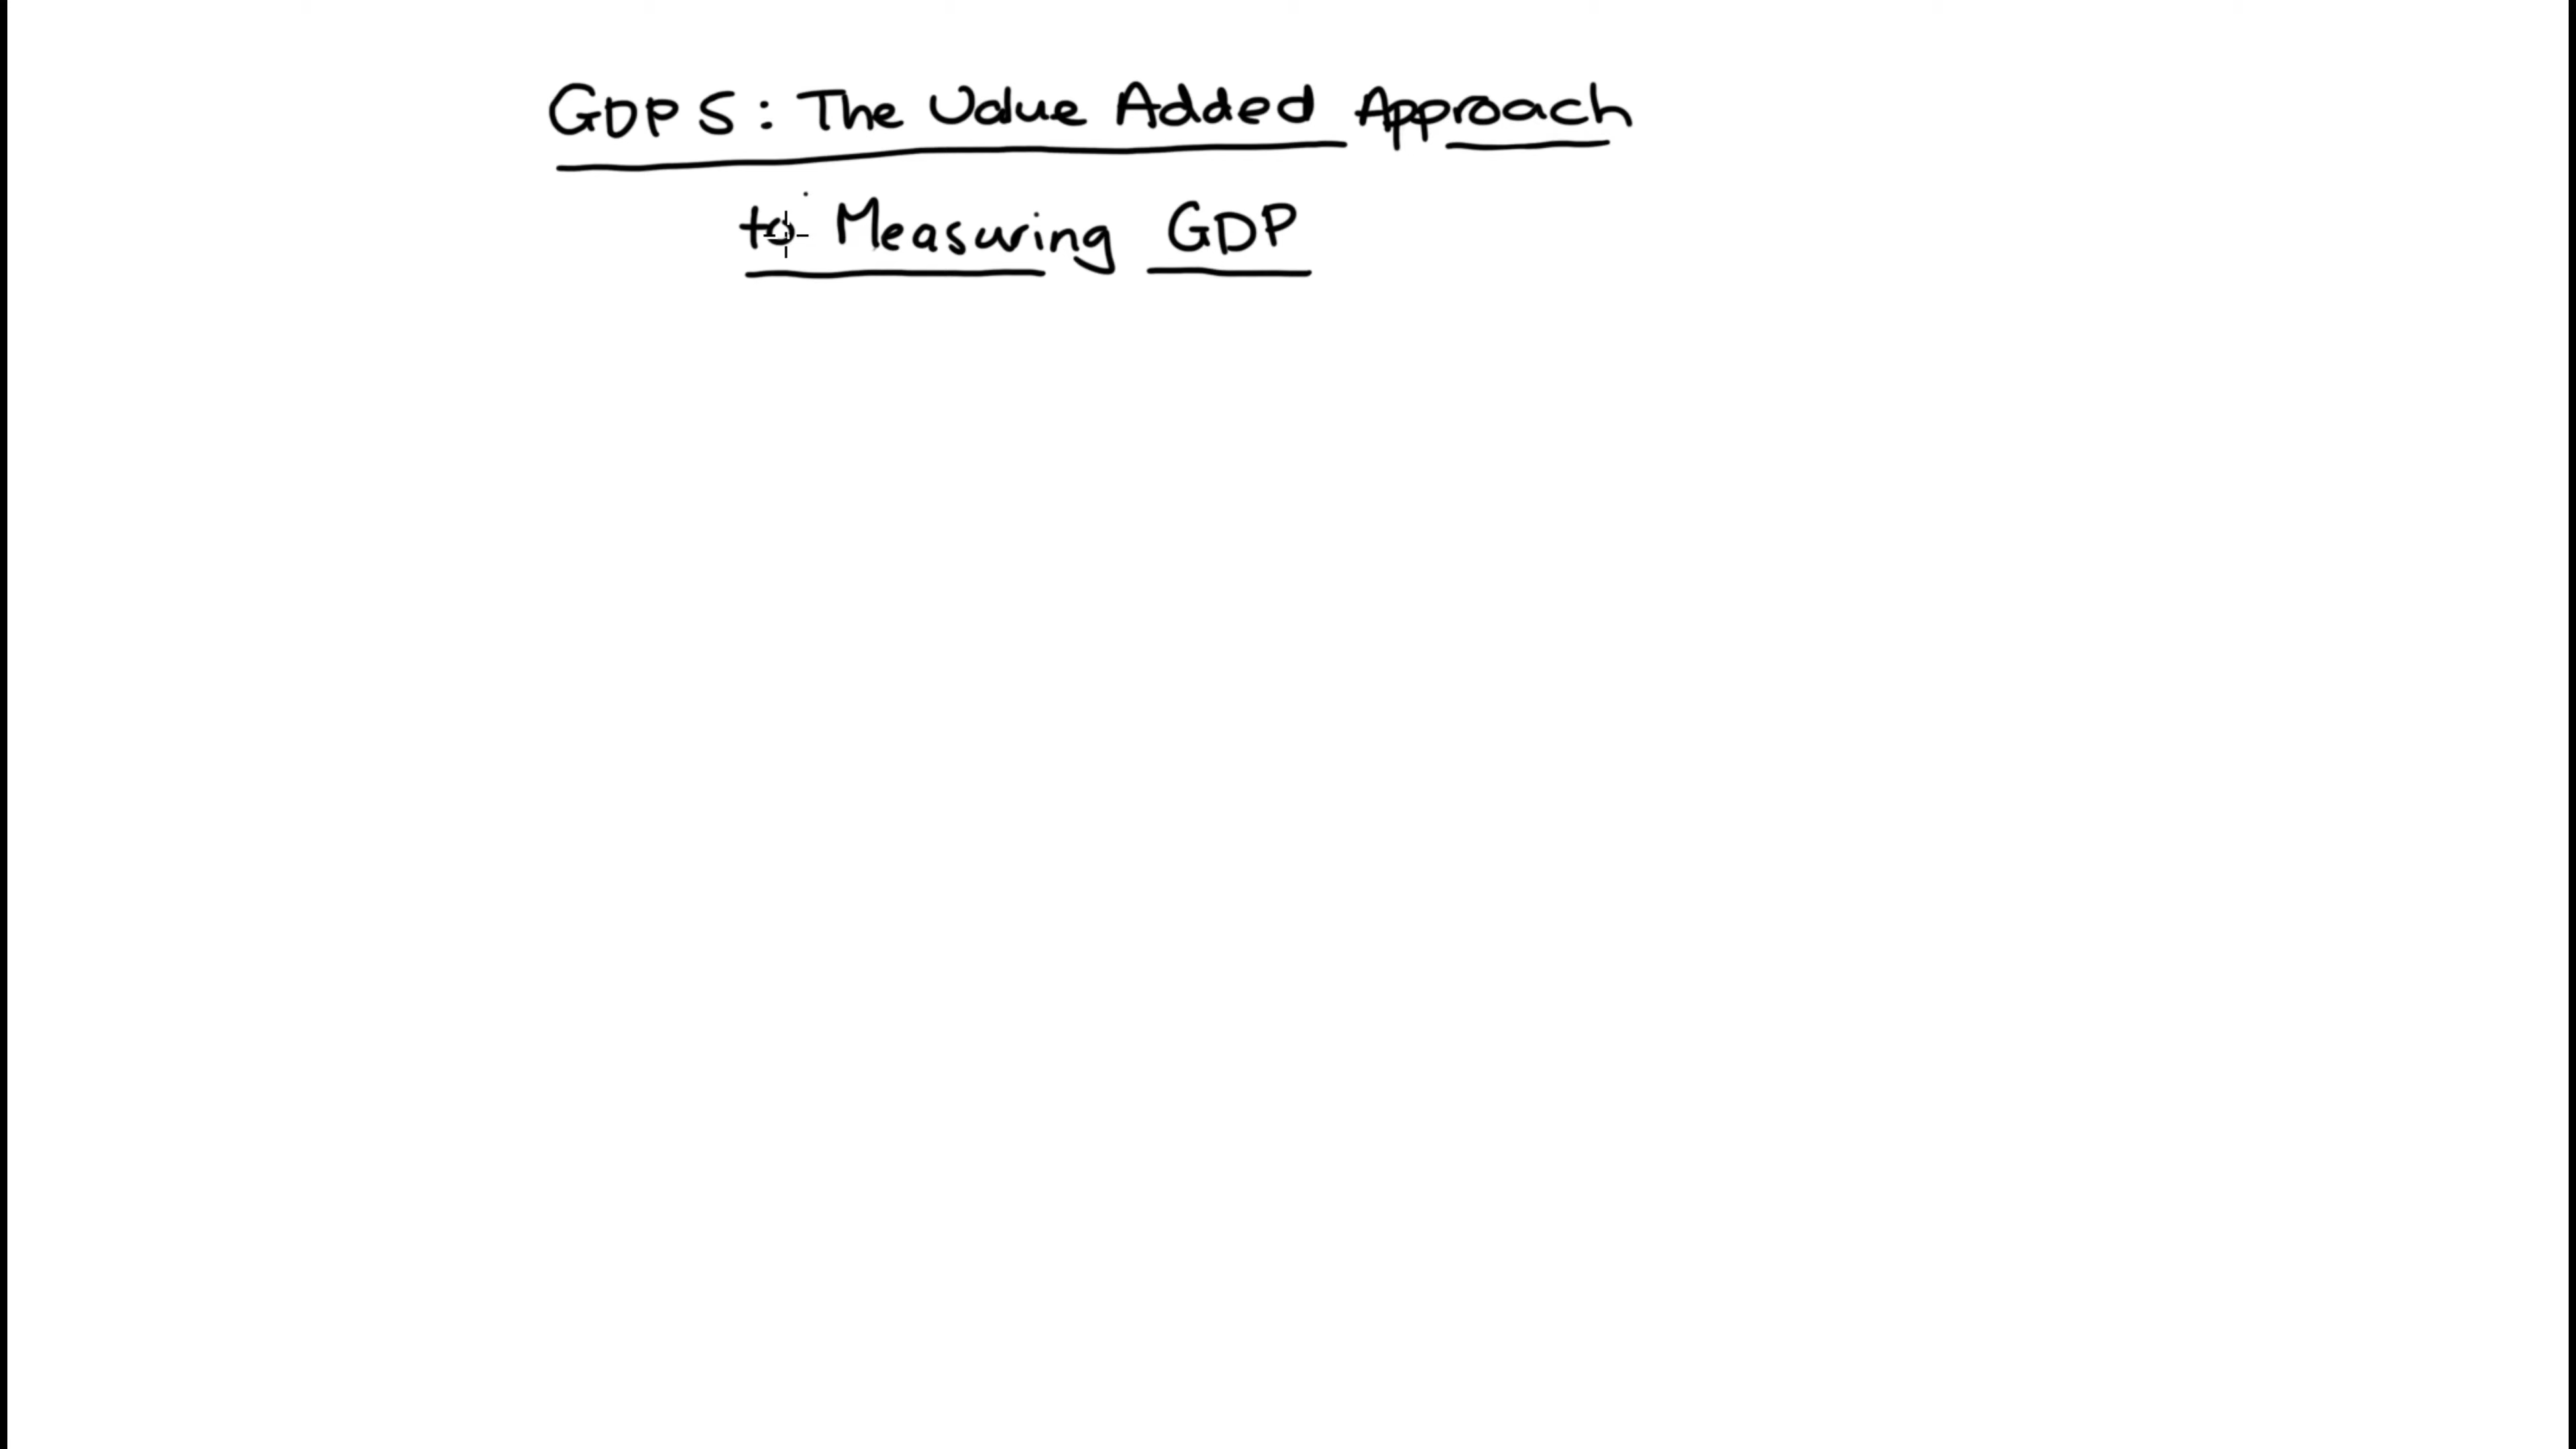 GDP 5: The Value Added Approach
to Measuring GDP